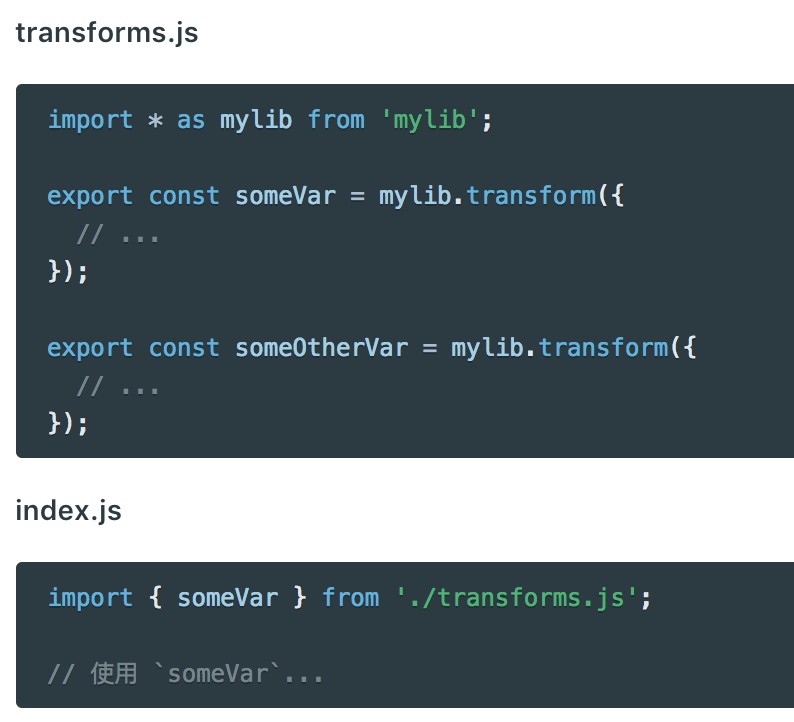 transforms.js
import * as mylib from 'mylib';
export const someVar = mylib.transform({
// ...
});
export const someOtherVar = mylib.transform({
// ...
});
index.js
import { someVar } from './transforms.js';
// 使用 `someVar`...